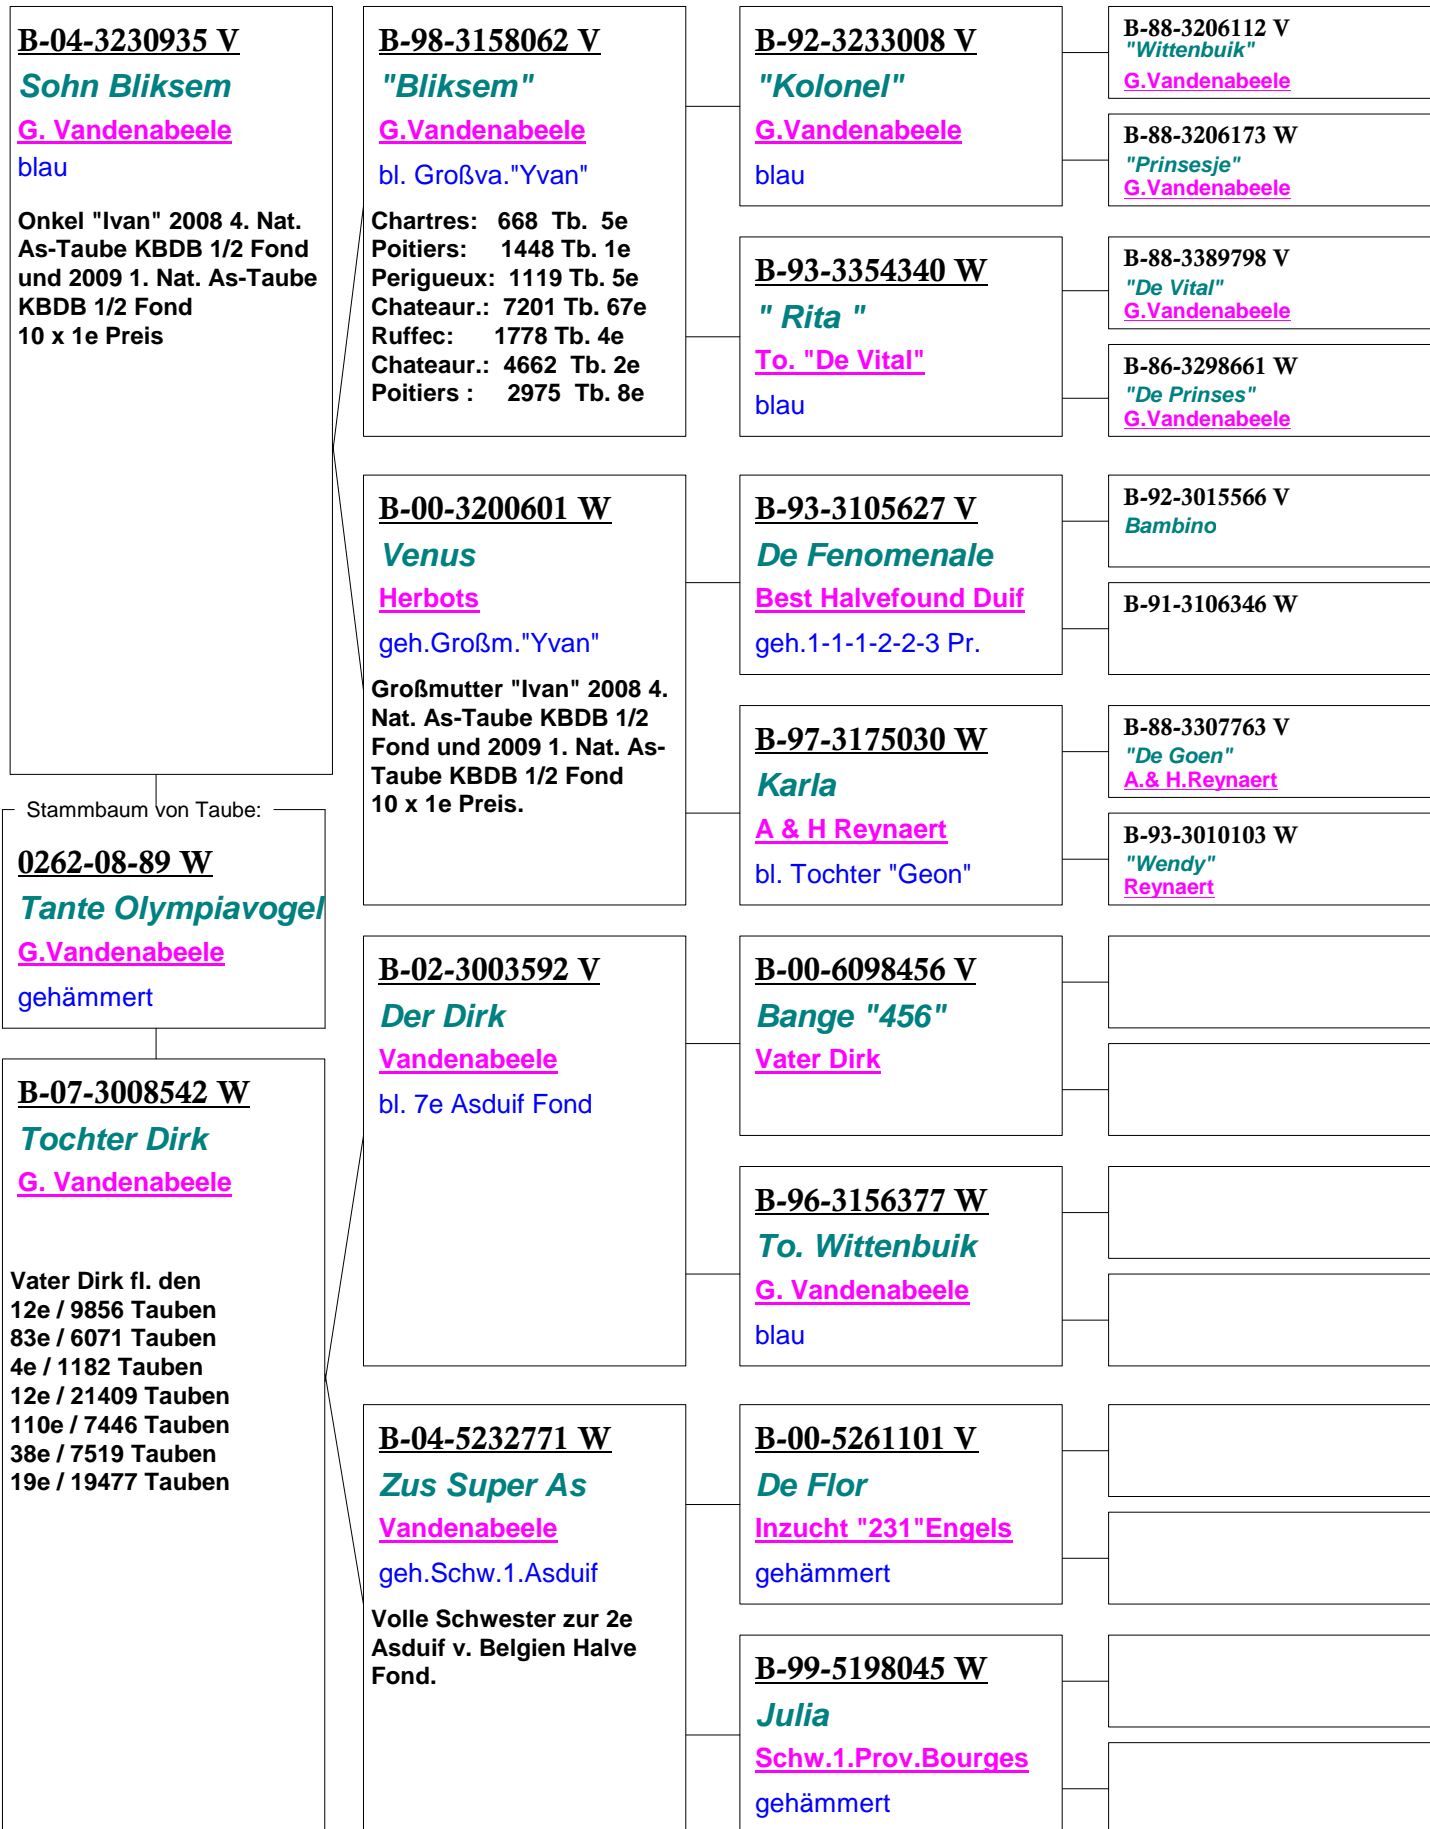 B-04-3230935 V
Sohn Bliksem
G. Vandenabeele
blau
Onkel "Ivan" 2008 4. Nat.
As-Taube KBDB 1/2 Fond
und 2009 1. Nat. As-Taube
KBDB 1/2 Fond
10 x 1e Preis
Stammbaum von Taube:
0262-08-89 W
Tante Olympiavogel
G.Vandenabeele
gehämmert
B-07-3008542 W
Tochter Dirk
G. Vandenabeele
Vater Dirk fl. den
12e / 9856 Tauben
83e / 6071 Tauben
4e / 1182 Tauben
12e / 21409 Tauben
110e / 7446 Tauben
38e / 7519 Tauben
19e / 19477 Tauben
B-98-3158062 V
"Bliksem"
G.Vandenabeele
bl. Großva."Yvan"
Chartres: 668 Tb. 5e
Poitiers: 1448 Tb. 1e
Perigueux: 1119 Tb. 5e
Chateaur.: 7201 Tb. 67e
Ruffec: 1778 Tb. 4e
Chateaur.: 4662 Tb. 2e
Poitiers : 2975 Tb. 8e
B-00-3200601 W
Venus
Herbots
geh.Großm."Yvan"
Großmutter "Ivan" 2008 4.
Nat. As-Taube KBDB 1/2
Fond und 2009 1. Nat. As-
Taube KBDB 1/2 Fond
10 x 1e Preis.
B-02-3003592 V
Der Dirk
Vandenabeele
bl. 7e Asduif Fond
B-04-5232771 W
Zus Super As
Vandenabeele
geh.Schw.1.Asduif
Volle Schwester zur 2e
Asduif v. Belgien Halve
Fond.
B-92-3233008 V
"Kolonel"
G.Vandenabeele
blau
B-93-3354340 W
" Rita "
To. "De Vital"
blau
B-93-3105627 V
De Fenomenale
Best Halvefound Duif
geh.1-1-1-2-2-3 Pr.
B-97-3175030 W
Karla
A & H Reynaert
bl. Tochter "Geon"
B-00-6098456 V
Bange "456"
Vater Dirk
B-96-3156377 W
To. Wittenbuik
G. Vandenabeele
blau
B-00-5261101 V
De Flor
Inzucht "231"Engels
gehämmert
B-99-5198045 W
Julia
Schw.1.Prov.Bourges
gehämmert
B-88-3206112 V
"Wittenbuik"
G.Vandenabeele
B-88-3206173 W
"Prinsesje"
G.Vandenabeele
B-88-3389798 V
"De Vital"
G.Vandenabeele
B-86-3298661 W
"De Prinses"
G.Vandenabeele
B-92-3015566 V
Bambino
B-91-3106346 W
B-88-3307763 V
"De Goen"
A.& H.Reynaert
B-93-3010103 W
"Wendy"
Reynaert